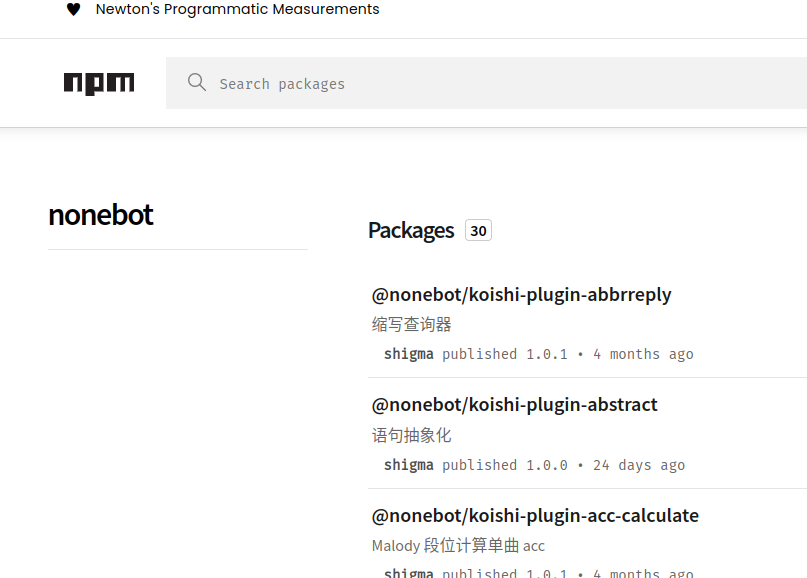 ♥ Newton's Programmatic Measurements
npm
Search packages
nonebot
Packages 30
@nonebot/koishi-plugin-abbrreply
缩写查询器
shigma published 1.0.1 • 4 months ago
@nonebot/koishi-plugin-abstract
语句抽象化
shigma published 1.0.0 • 24 days ago
@nonebot/koishi-plugin-acc-calculate
Malody 段位计算单曲 acc
shigma published 1.0.1 • 4 months ago